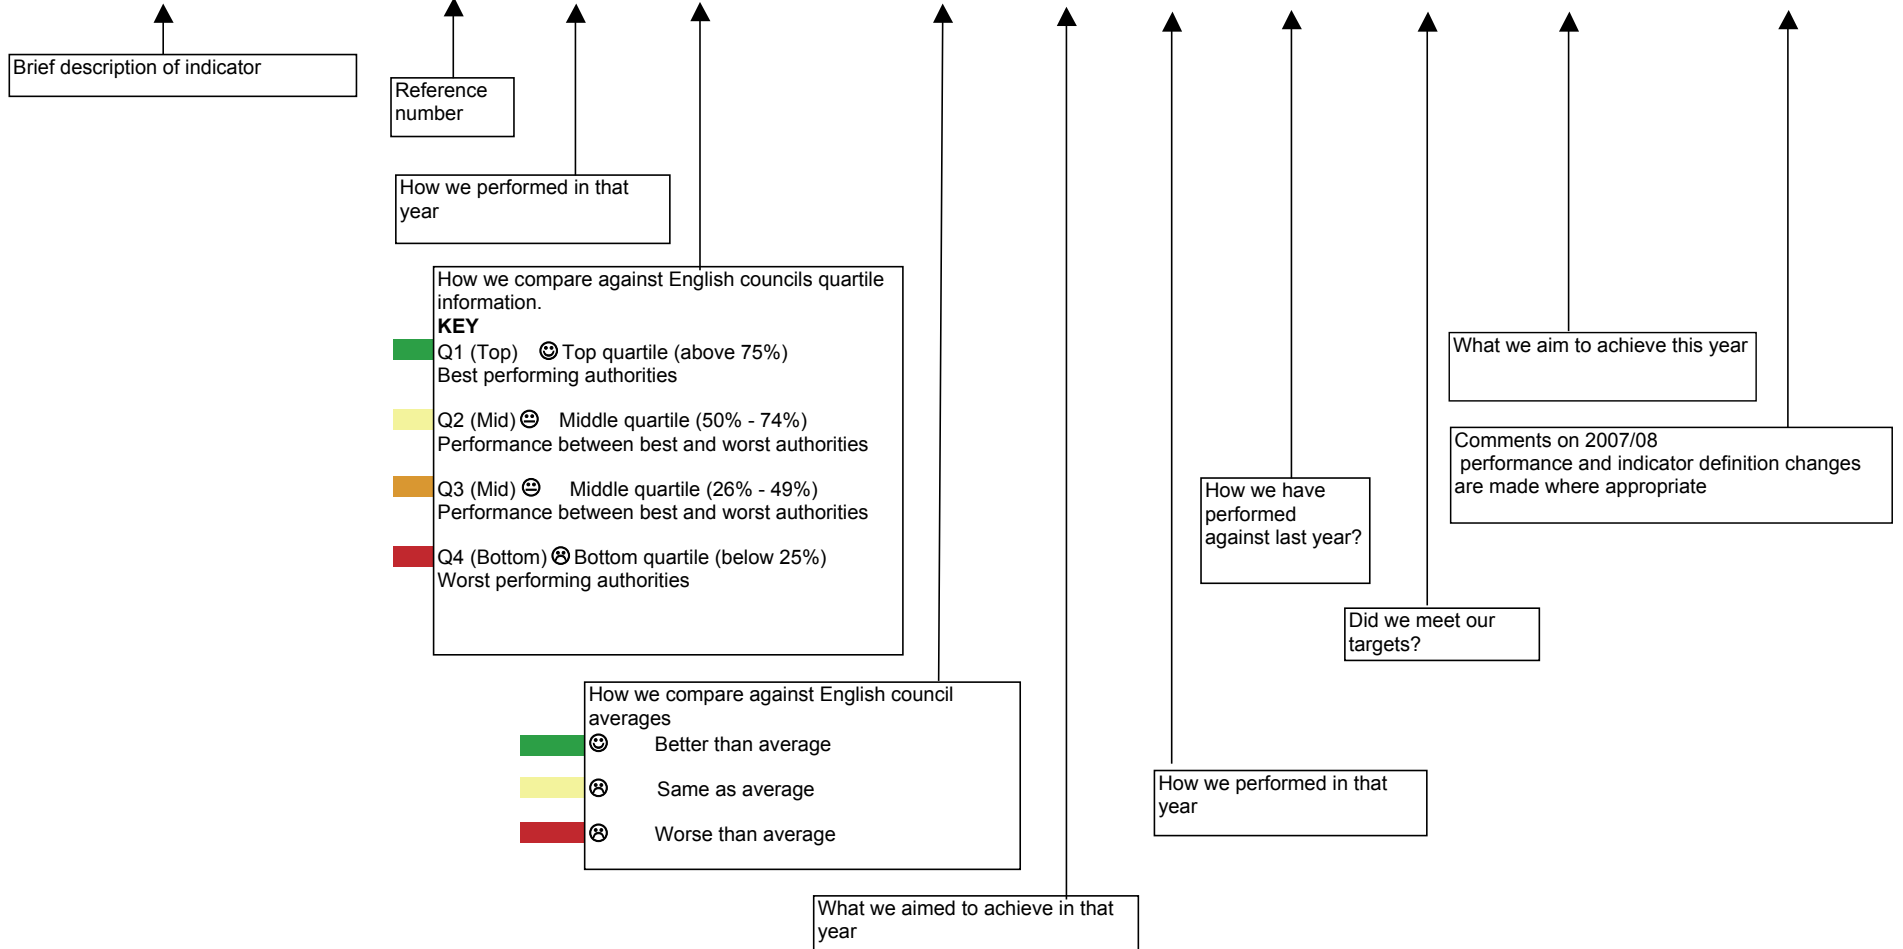 Brief description of indicator
Reference
number
How we performed in that
year
How we compare against English councils quartile
information.
KEY
Q1 (Top) ☺ Top quartile (above 75%)
Best performing authorities
Q2 (Mid) 😐 Middle quartile (50% - 74%)
Performance between best and worst authorities
Q3 (Mid) 😐 Middle quartile (26% - 49%)
Performance between best and worst authorities
Q4 (Bottom) ☹ Bottom quartile (below 25%)
Worst performing authorities
How we compare against English council
averages
☺ Better than average
☹ Same as average
☹ Worse than average
What we aimed to achieve in that
year
How we performed in that
year
How we have
performed
against last year?
Did we meet our
targets?
What we aim to achieve this year
Comments on 2007/08
performance and indicator definition changes
are made where appropriate